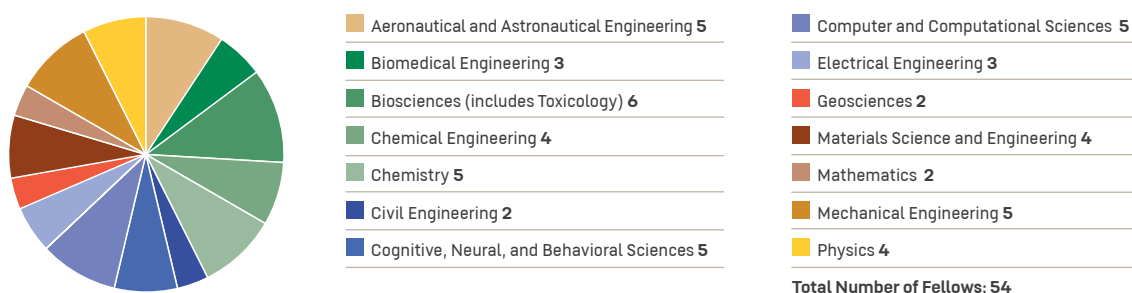 Aeronautical and Astronautical Engineering 5
Biomedical Engineering 3
Biosciences (includes Toxicology) 6
Chemical Engineering 4
Chemistry 5
Civil Engineering 2
Cognitive, Neural, and Behavioral Sciences 5
Computer and Computational Sciences 5
Electrical Engineering 3
Geosciences 2
Materials Science and Engineering 4
Mathematics 2
Mechanical Engineering 5
Physics 4
Total Number of Fellows: 54